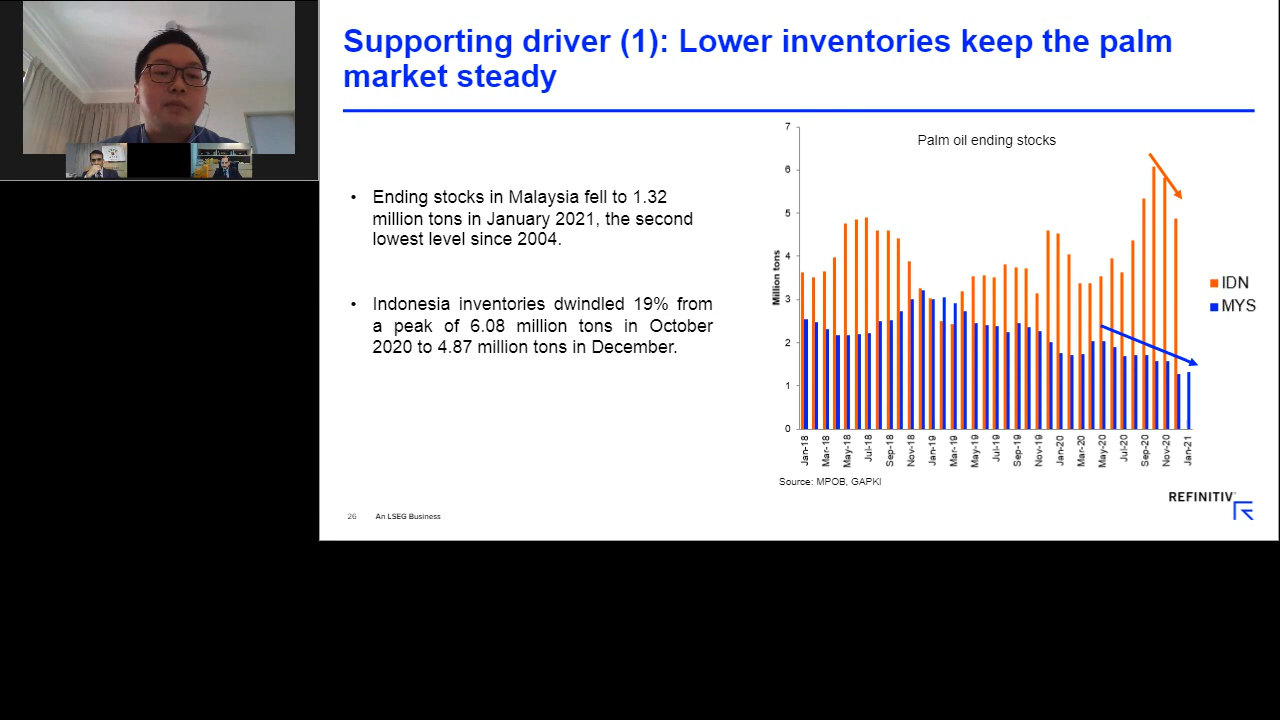 Supporting driver (1): Lower inventories keep the palm
market steady
• Ending stocks in Malaysia fell to 1.32
million tons in January 2021, the second
lowest level since 2004.
• Indonesia inventories dwindled 19% from
a peak of 6.08 million tons in October
2020 to 4.87 million tons in December.
Palm oil ending stocks
Million tons
7
6
5
4
3
2
1
0
Jan-18
Mar-18
May-18
Jul-18
Sep-18
Nov-18
Jan-19
Mar-19
May-19
Jul-19
Sep-19
Nov-19
Jan-20
Mar-20
May-20
Jul-20
Sep-20
Nov-20
Jan-21
IDN
MYS
Source: MPOB, GAPKI
26 An LSEG Business
REFINITIV